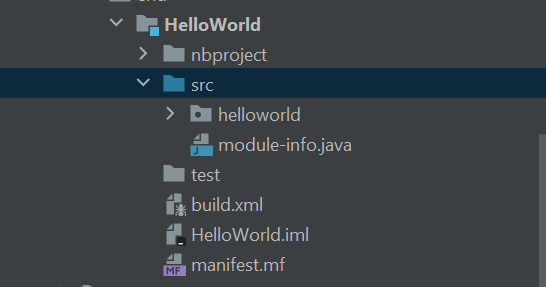 HelloWorld
nbproject
src
helloworld
module-info.java
test
build.xml
HelloWorld.iml
manifest.mf